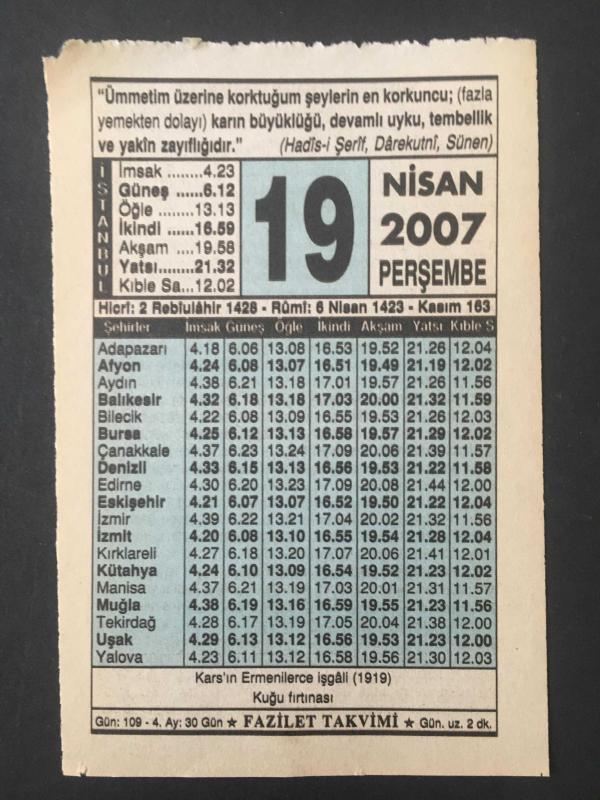 “Ümmetim üzerine korktuğum şeylerin en korkuncu; (fazla
yemekten dolayı) karın büyüklüğü, devamlı uyku, tembellik
ve yakîn zayıflığıdır.” (Hadîs-i Şerîf, Dârekutnî, Sünen)
İSTANBUL
İmsak ........4.23
Güneş ......6.12
Öğle ........13.13
İkindi ......16.59
Akşam ....19.58
Yatsı........21.32
Kıble Sa...12.02
19
NİSAN
2007
PERŞEMBE
Hicrî: 2 Rebîulâhir 1428 - Rûmî: 6 Nisan 1423 - Kasım 163
Şehirler İmsak Güneş Öğle İkindi Akşam Yatsı Kıble S
Adapazarı 4.18 6.06 13.08 16.53 19.52 21.26 12.04
Afyon 4.24 6.08 13.07 16.51 19.49 21.19 12.02
Aydın 4.38 6.21 13.18 17.01 19.57 21.26 11.56
Balıkesir 4.32 6.18 13.18 17.03 20.00 21.32 11.59
Bilecik 4.22 6.08 13.09 16.55 19.53 21.26 12.03
Bursa 4.25 6.12 13.13 16.58 19.57 21.29 12.02
Çanakkale 4.37 6.23 13.24 17.09 20.06 21.39 11.57
Denizli 4.33 6.15 13.13 16.56 19.53 21.22 11.58
Edirne 4.30 6.20 13.23 17.09 20.08 21.44 12.00
Eskişehir 4.21 6.07 13.07 16.52 19.50 21.22 12.04
İzmir 4.39 6.22 13.21 17.04 20.02 21.32 11.56
İzmit 4.20 6.08 13.10 16.55 19.54 21.28 12.04
Kırklareli 4.27 6.18 13.20 17.07 20.06 21.41 12.01
Kütahya 4.24 6.10 13.09 16.54 19.52 21.23 12.02
Manisa 4.37 6.21 13.19 17.03 20.01 21.31 11.57
Muğla 4.38 6.19 13.16 16.59 19.55 21.23 11.56
Tekirdağ 4.28 6.17 13.19 17.05 20.04 21.38 12.00
Uşak 4.29 6.13 13.12 16.56 19.53 21.23 12.00
Yalova 4.23 6.11 13.12 16.58 19.56 21.30 12.03
Kars’ın Ermenilerce işgâli (1919)
Kuğu fırtınası
Gün: 109 - 4. Ay: 30 Gün ★ FAZİLET TAKVİMİ ★ Gün. uz. 2 dk.